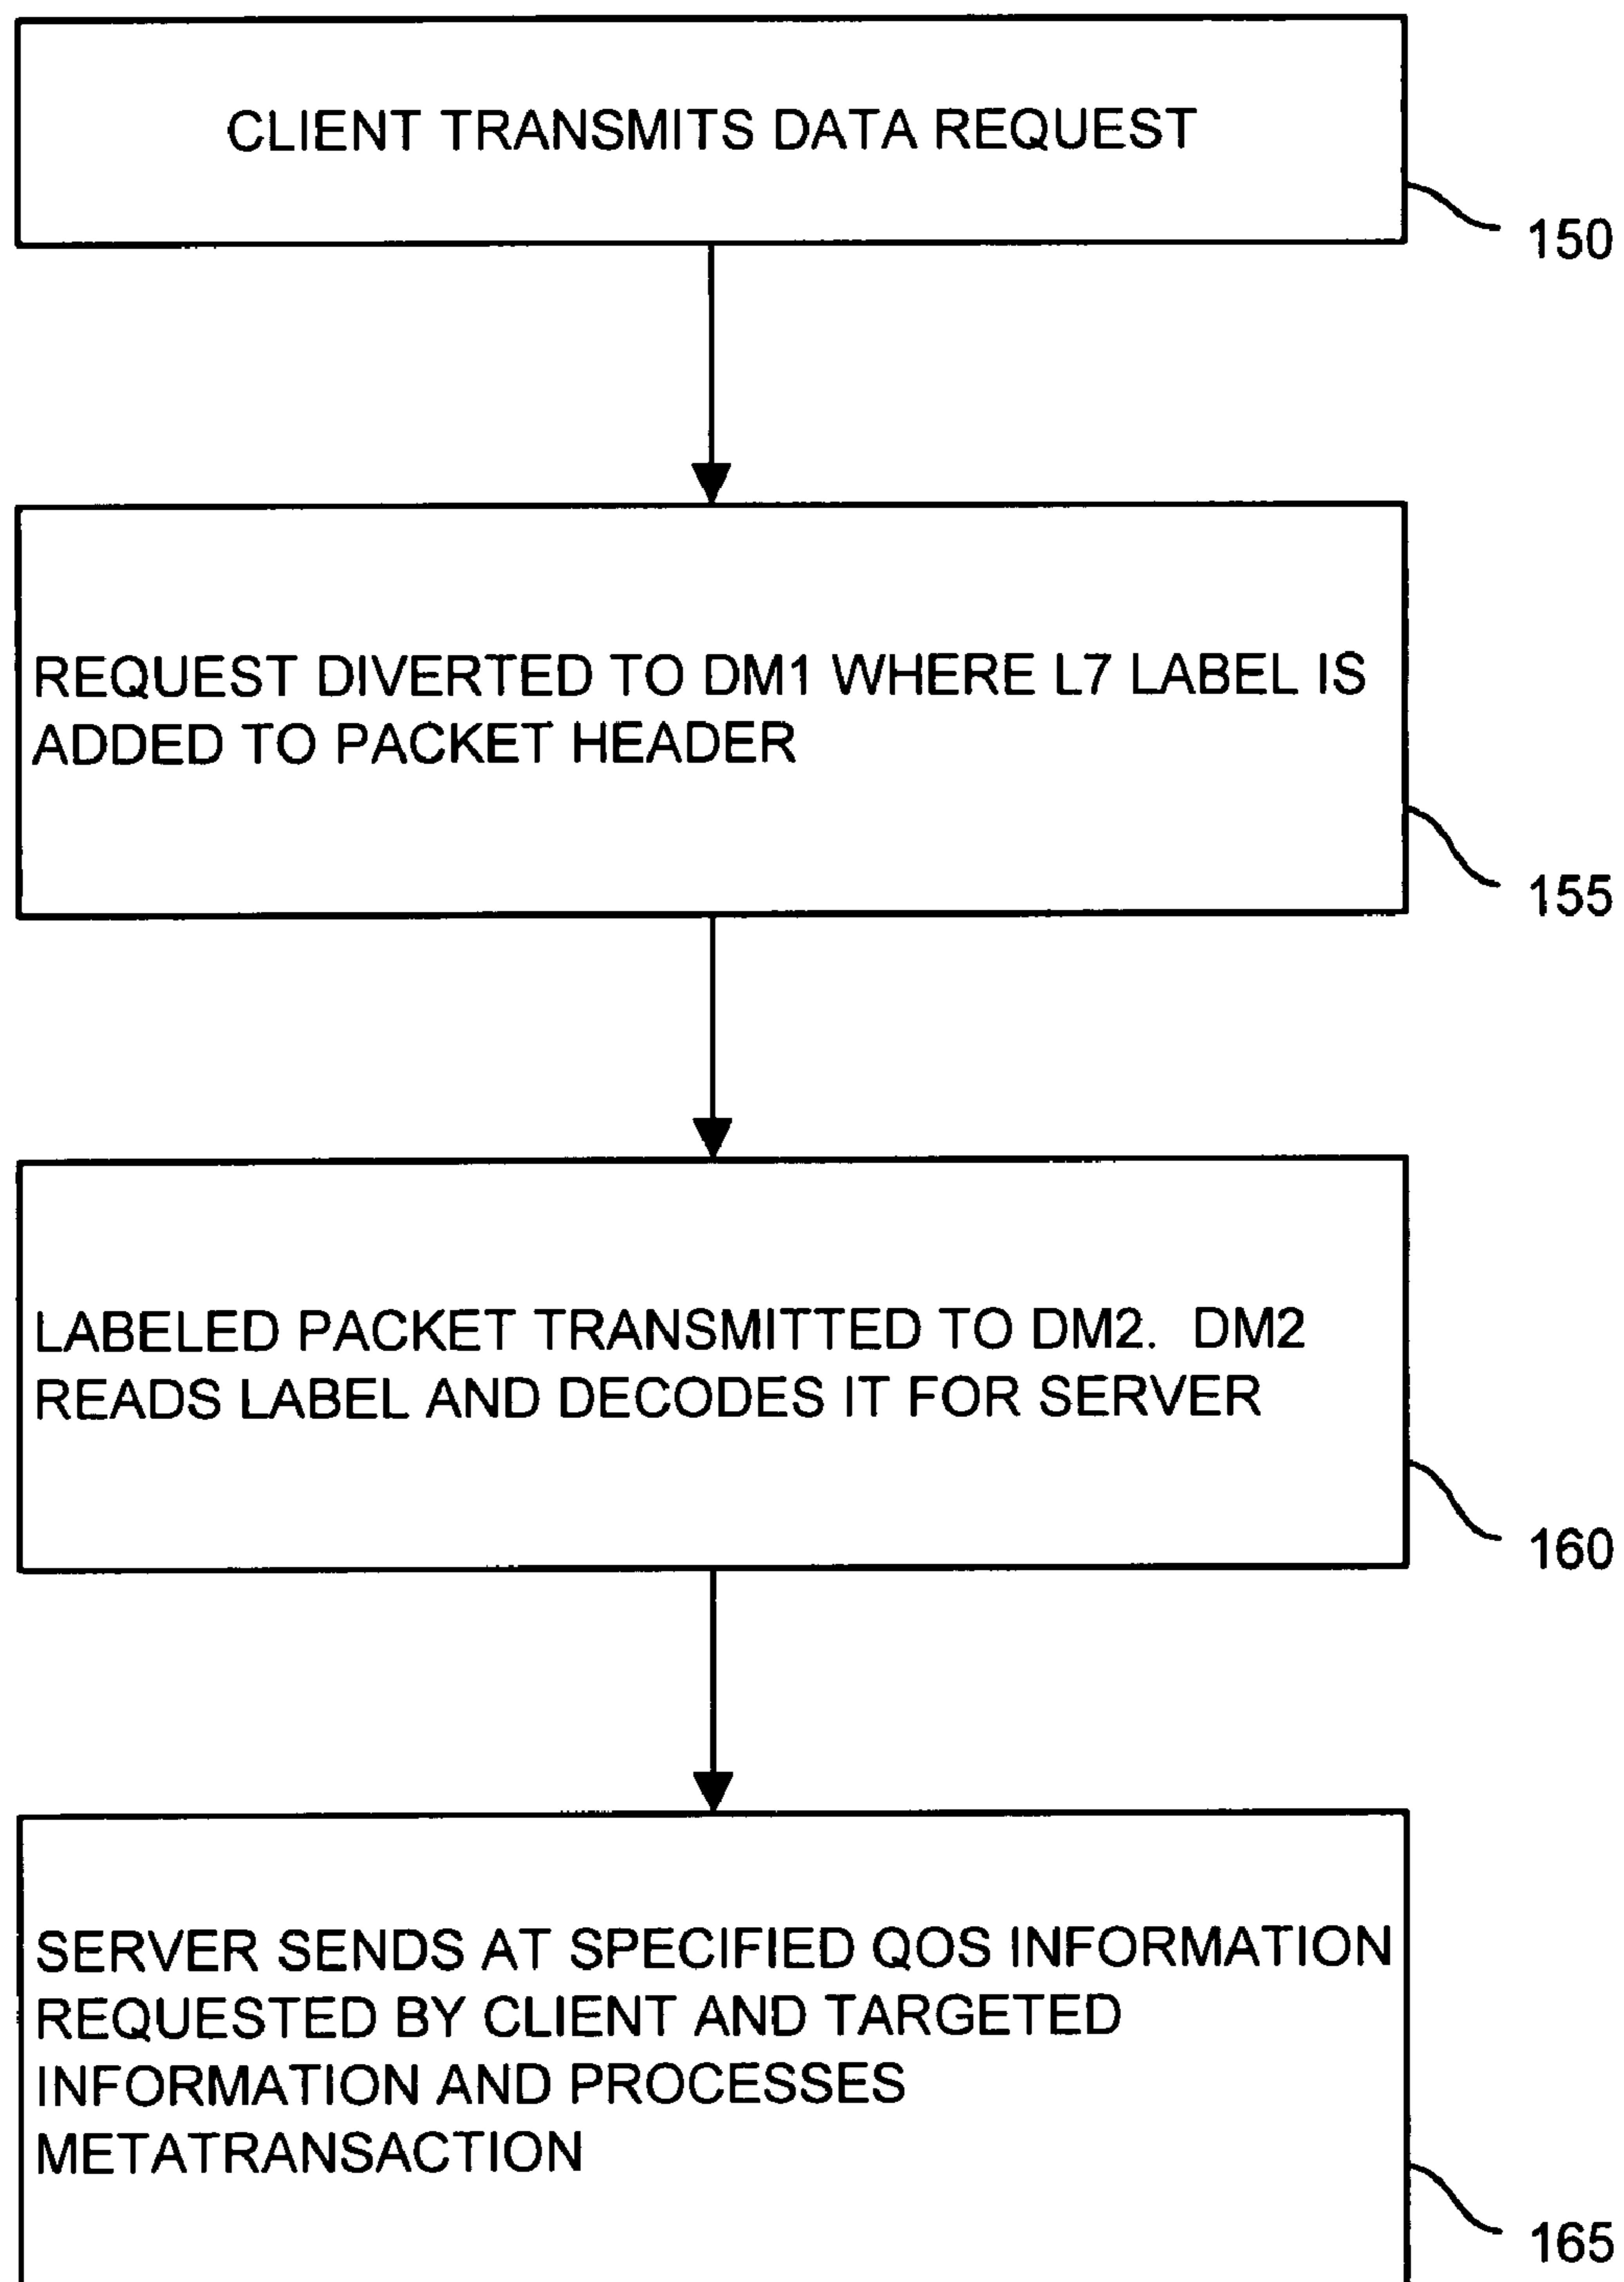 CLIENT TRANSMITS DATA REQUEST
150
REQUEST DIVERTED TO DM1 WHERE L7 LABEL IS
ADDED TO PACKET HEADER
155
LABELED PACKET TRANSMITTED TO DM2. DM2
READS LABEL AND DECODES IT FOR SERVER
160
SERVER SENDS AT SPECIFIED QOS INFORMATION
REQUESTED BY CLIENT AND TARGETED
INFORMATION AND PROCESSES
METATRANSACTION
165